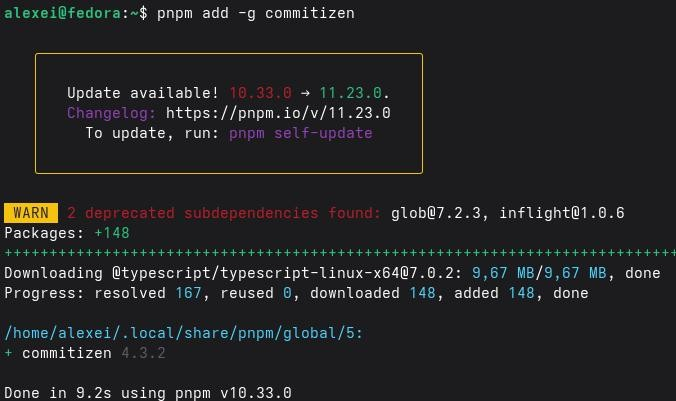 alexei@fedora:~$ pnpm add -g commitizen
Update available! 10.33.0 → 11.23.0.
Changelog: https://pnpm.io/v/11.23.0
To update, run: pnpm self-update
WARN 2 deprecated subdependencies found: glob@7.2.3, inflight@1.0.6
Packages: +148
+++++++++++++++++++++++++++++++++++++++++++++++++++++++++++++++++++++++++++
Downloading @typescript/typescript-linux-x64@7.0.2: 9,67 MB/9,67 MB, done
Progress: resolved 167, reused 0, downloaded 148, added 148, done
/home/alexei/.local/share/pnpm/global/5:
+ commitizen 4.3.2
Done in 9.2s using pnpm v10.33.0